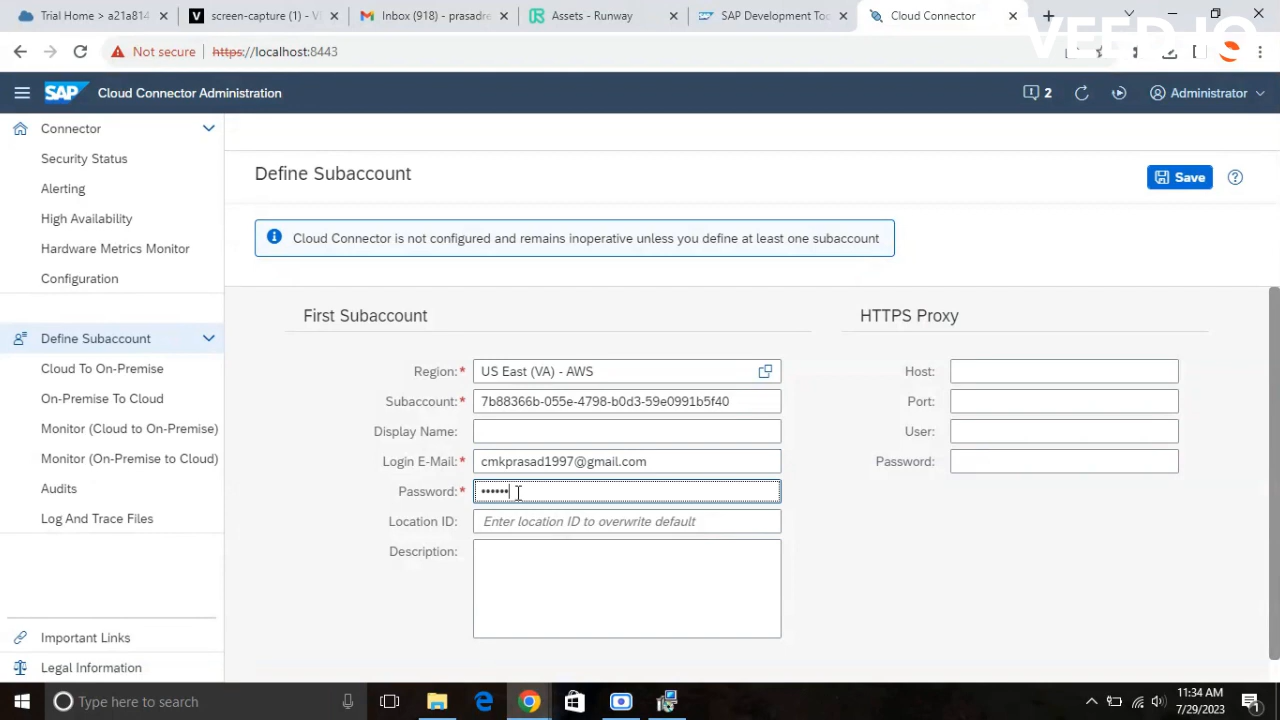 Trial Home > a21a814
screen-capture (1) - V
Inbox (918) - prasadre
Assets - Runway
SAP Development Too
Cloud Connector
VEED.IO
Not secure https://localhost:8443
SAP Cloud Connector Administration
2
Administrator
Connector
Security Status
Alerting
High Availability
Hardware Metrics Monitor
Configuration
Define Subaccount
Cloud To On-Premise
On-Premise To Cloud
Monitor (Cloud to On-Premise)
Monitor (On-Premise to Cloud)
Audits
Log And Trace Files
Important Links
Legal Information
Define Subaccount
Save
Cloud Connector is not configured and remains inoperative unless you define at least one subaccount
First Subaccount
Region:* US East (VA) - AWS
Subaccount:* 7b88366b-055e-4798-b0d3-59e0991b5f40
Display Name:
Login E-Mail:* cmkprasad1997@gmail.com
Password:* ••••••
Location ID: Enter location ID to overwrite default
Description:
HTTPS Proxy
Host:
Port:
User:
Password:
Type here to search
11:34 AM
7/29/2023
1